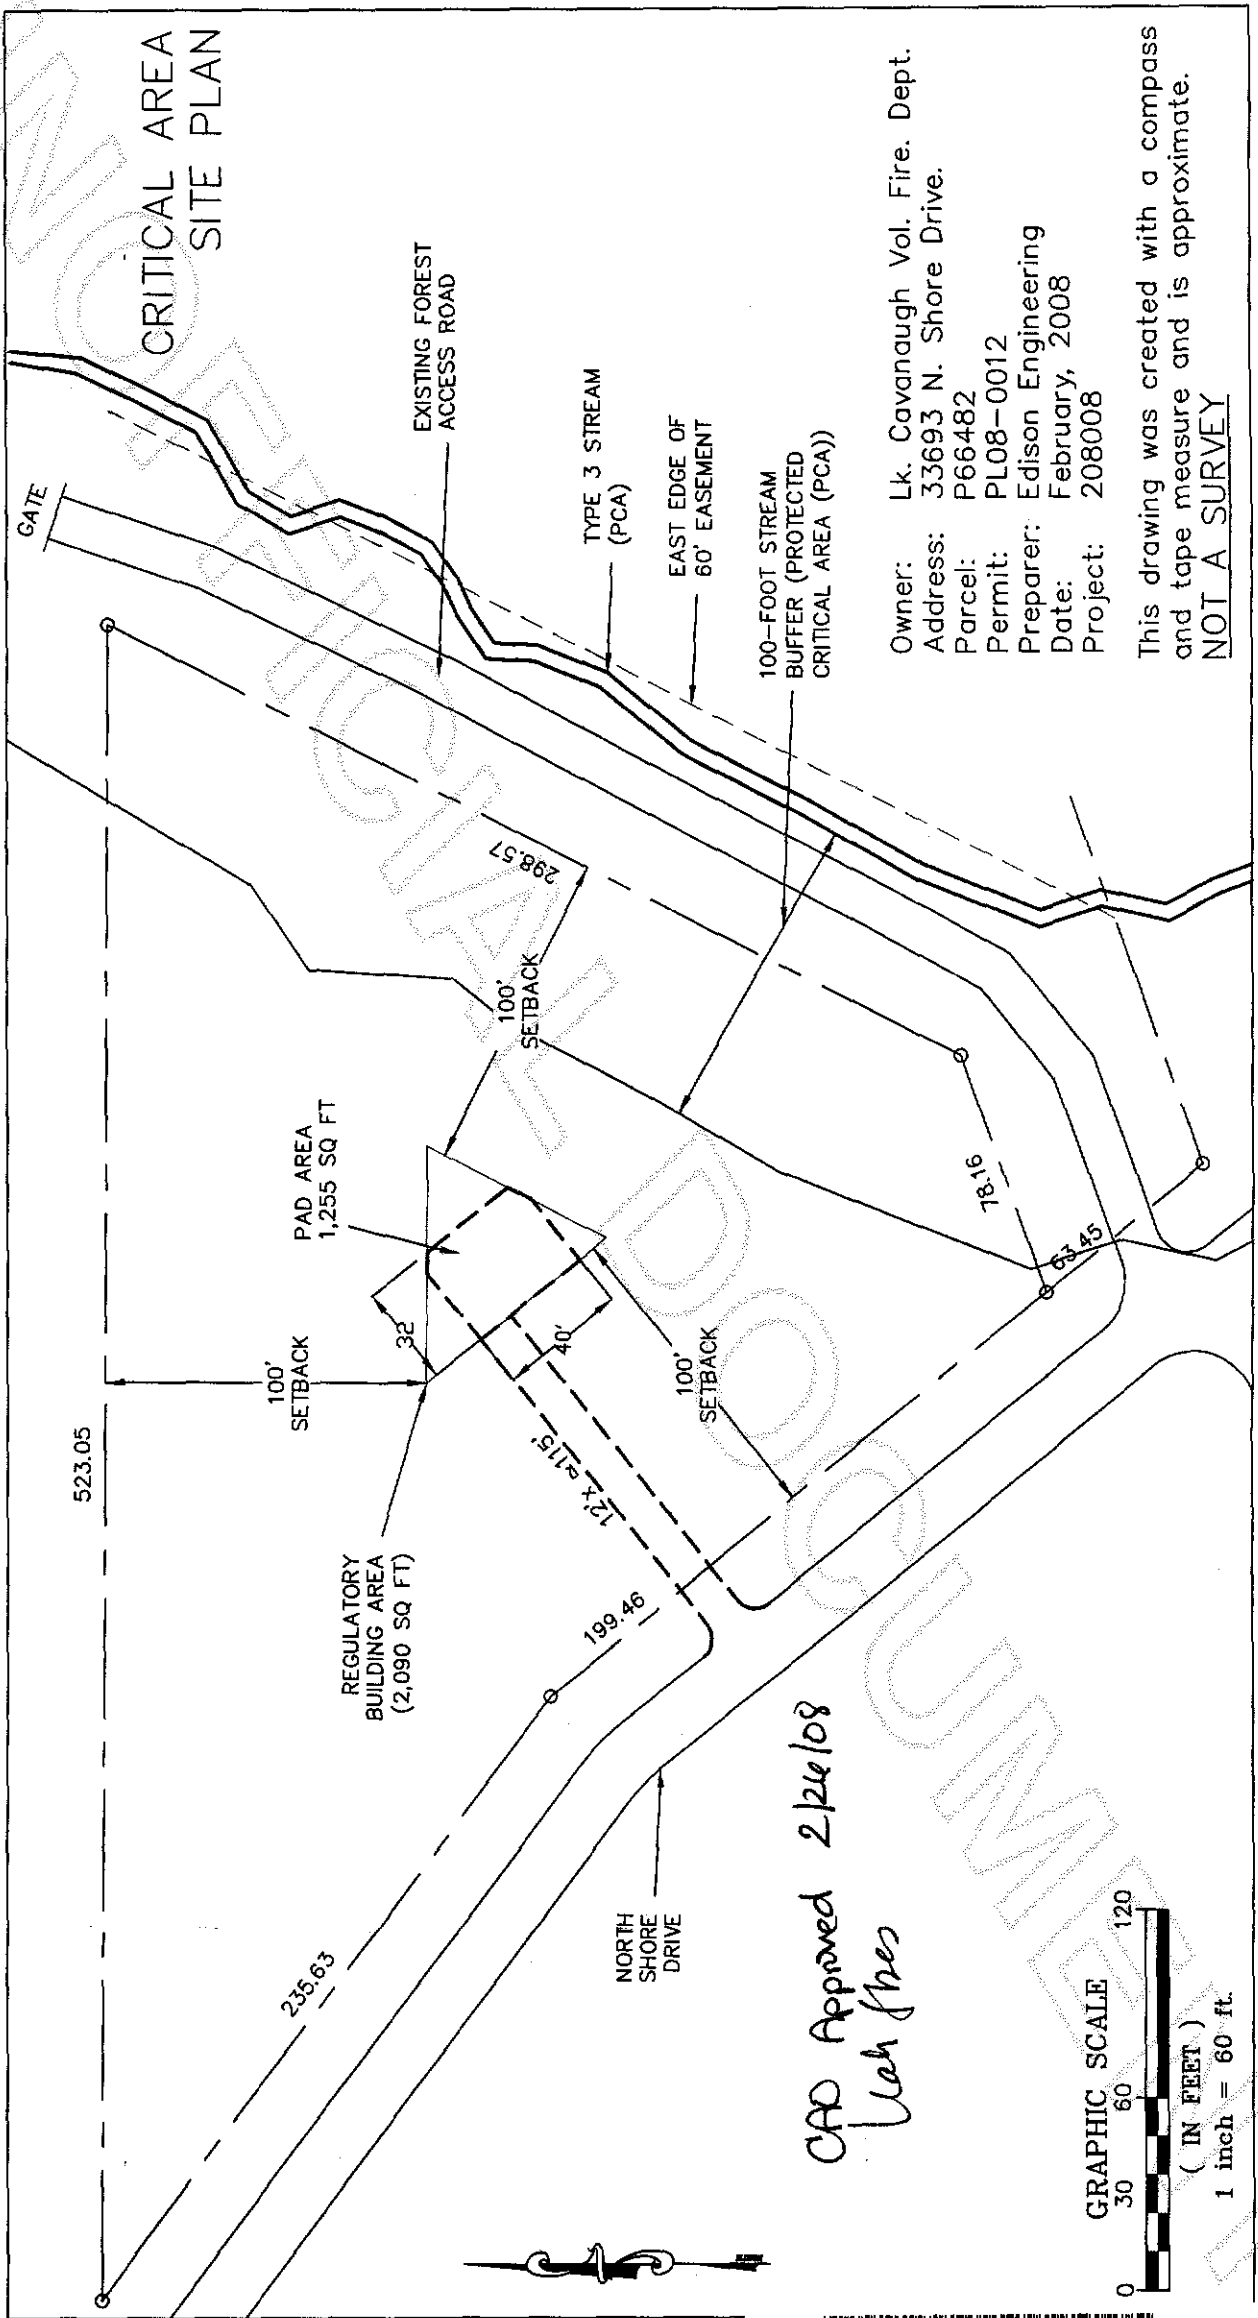 CRITICAL AREA
SITE PLAN
GATE
EXISTING FOREST
ACCESS ROAD
TYPE 3 STREAM
(PCA)
EAST EDGE OF
60' EASEMENT
100-FOOT STREAM
BUFFER (PROTECTED
CRITICAL AREA (PCA))
523.05
298.57
100'
SETBACK
PAD AREA
1,255 SQ FT
100'
SETBACK
32
40'
100'
SETBACK
12'x ≈115'
REGULATORY
BUILDING AREA
(2,090 SQ FT)
199.46
78.16
63.45
235.63
NORTH
SHORE
DRIVE
Owner: Lk. Cavanaugh Vol. Fire. Dept.
Address: 33693 N. Shore Drive.
Parcel: P66482
Permit: PL08-0012
Preparer: Edison Engineering
Date: February, 2008
Project: 208008
This drawing was created with a compass
and tape measure and is approximate.
NOT A SURVEY
CAO Approved 2/26/08
GRAPHIC SCALE
0 30 60 120
( IN FEET )
1 inch = 60 ft.
UNOFFICIAL DOCUMENT